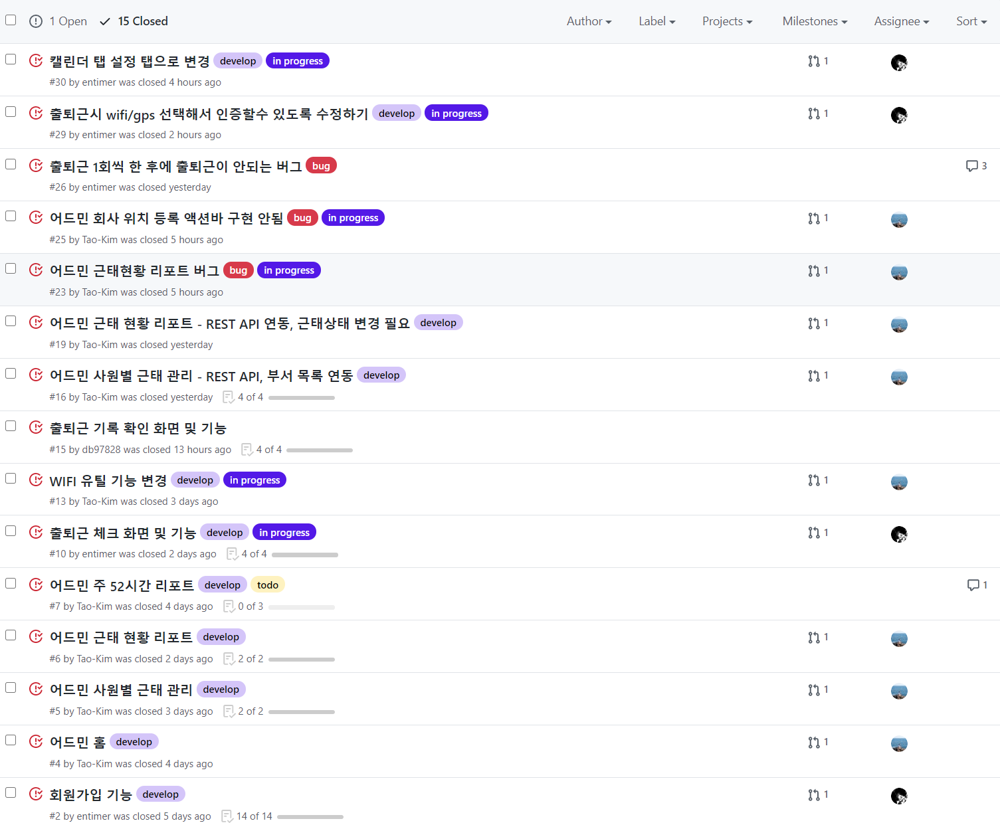 1 Open 15 Closed Author Label Projects Milestones Assignee Sort
캘린더 탭 설정 탭으로 변경 develop in progress 1
#30 by entimer was closed 4 hours ago
출퇴근시 wifi/gps 선택해서 인증할수 있도록 수정하기 develop in progress 1
#29 by entimer was closed 2 hours ago
출퇴근 1회씩 한 후에 출퇴근이 안되는 버그 bug 3
#26 by entimer was closed yesterday
어드민 회사 위치 등록 액션바 구현 안됨 bug in progress 1
#25 by Tao-Kim was closed 5 hours ago
어드민 근태현황 리포트 버그 bug in progress 1
#23 by Tao-Kim was closed 5 hours ago
어드민 근태 현황 리포트 - REST API 연동, 근태상태 변경 필요 develop 1
#19 by Tao-Kim was closed yesterday
어드민 사원별 근태 관리 - REST API, 부서 목록 연동 develop 1
#16 by Tao-Kim was closed yesterday 4 of 4
출퇴근 기록 확인 화면 및 기능
#15 by db97828 was closed 13 hours ago 4 of 4
WIFI 유틸 기능 변경 develop in progress 1
#13 by Tao-Kim was closed 3 days ago
출퇴근 체크 화면 및 기능 develop in progress 1
#10 by entimer was closed 2 days ago 4 of 4
어드민 주 52시간 리포트 develop todo 1
#7 by Tao-Kim was closed 4 days ago 0 of 3
어드민 근태 현황 리포트 develop 1
#6 by Tao-Kim was closed 2 days ago 2 of 2
어드민 사원별 근태 관리 develop 1
#5 by Tao-Kim was closed 3 days ago 2 of 2
어드민 홈 develop 1
#4 by Tao-Kim was closed 4 days ago
회원가입 기능 develop 1
#2 by entimer was closed 5 days ago 14 of 14